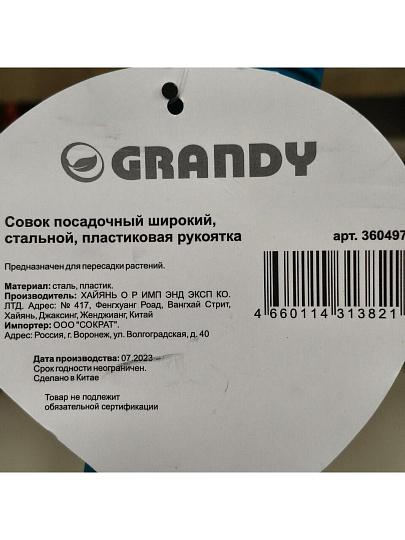 GRANDY
Совок посадочный широкий,
стальной, пластиковая рукоятка
арт. 360497
Предназначен для пересадки растений.
Материал: сталь, пластик.
Производитель: ХАЙЯНЬ О Р ИМП ЭНД ЭКСП КО.
ЛТД. Адрес: № 417, Фенгхуанг Роад, Вангхай Стрит,
Хайянь, Джаксинг, Женджианг, Китай
Импортер: ООО "СОКРАТ".
Адрес: Россия, г. Воронеж, ул. Волгоградская, д. 40
4 660114 313821
Дата производства: 07.2023
Срок годности неограничен.
Сделано в Китае
Товар не подлежит
обязательной сертификации